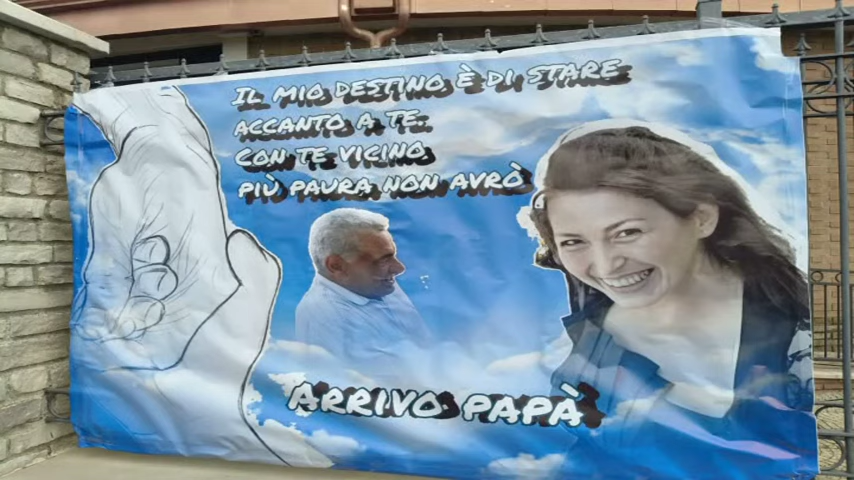 IL MIO DESTINO È DI STARE
ACCANTO A TE.
CON TE VICINO
PIÙ PAURA NON AVRÒ
ARRIVO PAPÀ